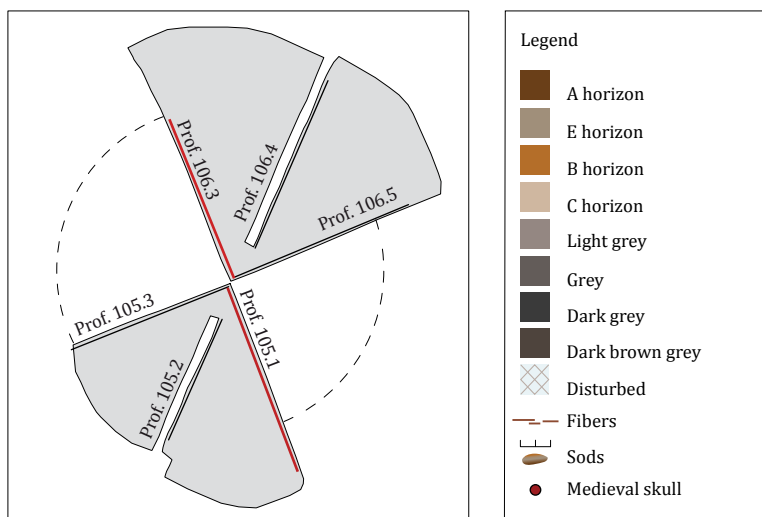 Prof. 106.3
Prof. 106.4
Prof. 106.5
Prof. 105.3
Prof. 105.2
Prof. 105.1
Legend
A horizon
E horizon
B horizon
C horizon
Light grey
Grey
Dark grey
Dark brown grey
Disturbed
Fibers
Sods
Medieval skull